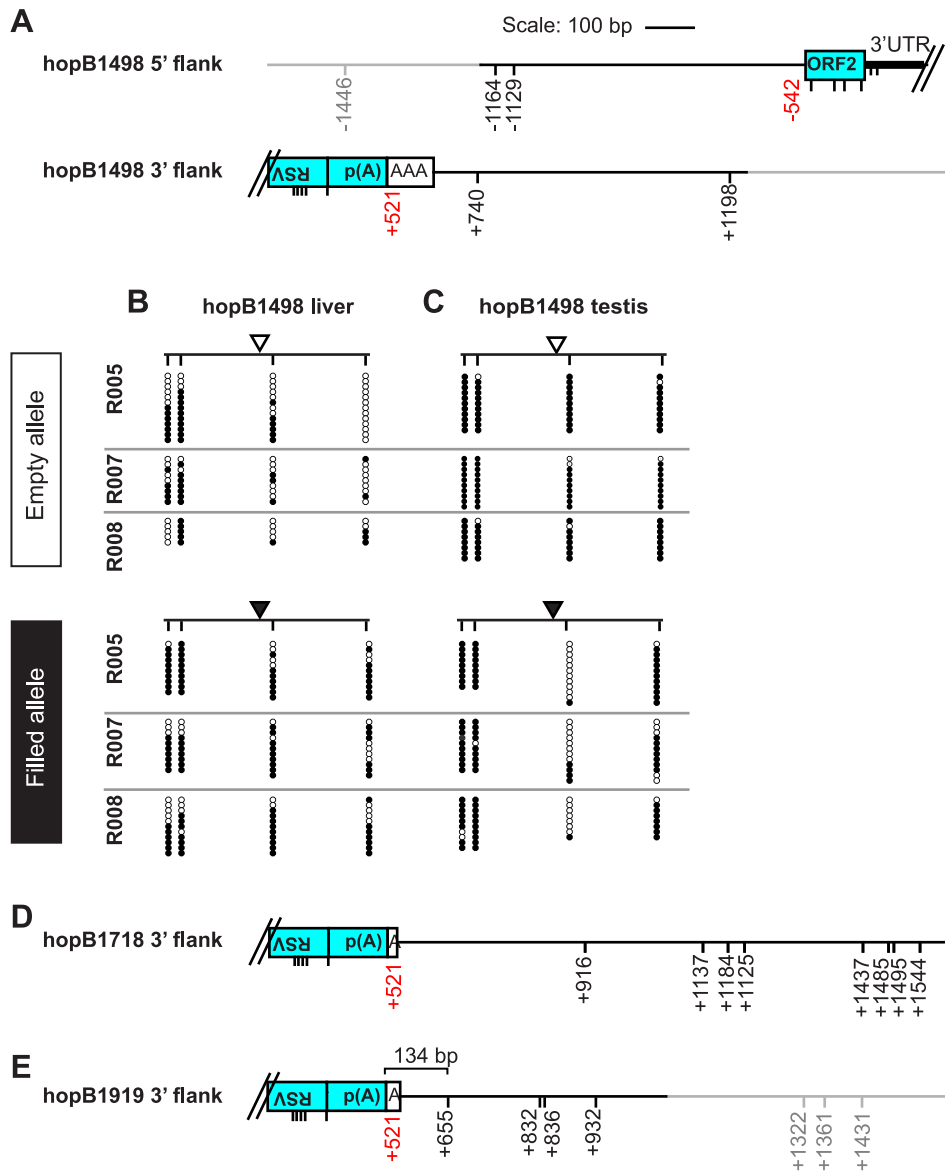 A
Scale: 100 bp
hopB1498 5' flank
ORF2
3'UTR
-1446
-1164
-1129
-542
hopB1498 3' flank
RSV
p(A)
AAA
+521
+740
+1198
B
hopB1498 liver
C
hopB1498 testis
Empty allele
R005
R007
R008
Filled allele
R005
R007
R008
D
hopB1718 3' flank
RSV
p(A)
A
+521
+916
+1137
+1184
+1125
+1437
+1485
+1495
+1544
E
134 bp
hopB1919 3' flank
RSV
p(A)
A
+521
+655
+832
+836
+932
+1322
+1361
+1431